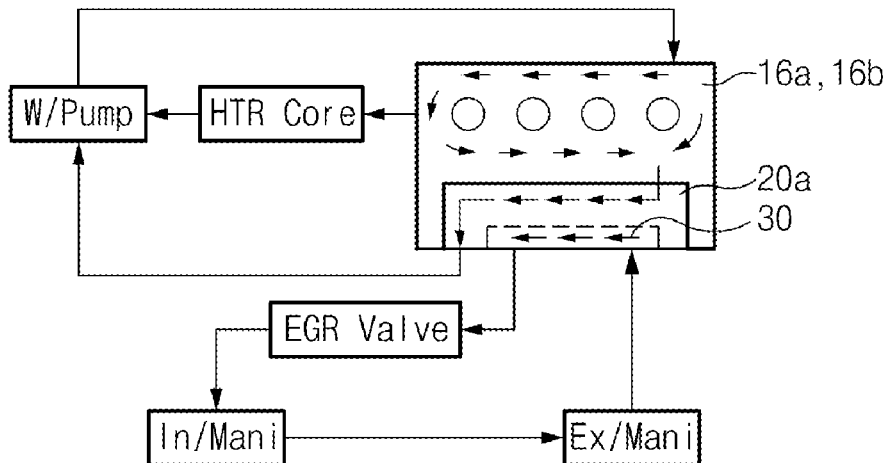 16a, 16b
W/Pump
HTR Core
20a
30
EGR Valve
In/Mani
Ex/Mani